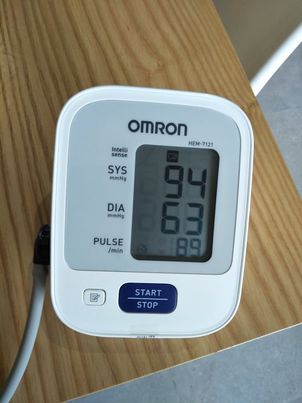 OMRON
HEM-7121
Intelli
sense
SYS
mmHg
94
DIA
mmHg
63
PULSE
/min
89
START
STOP